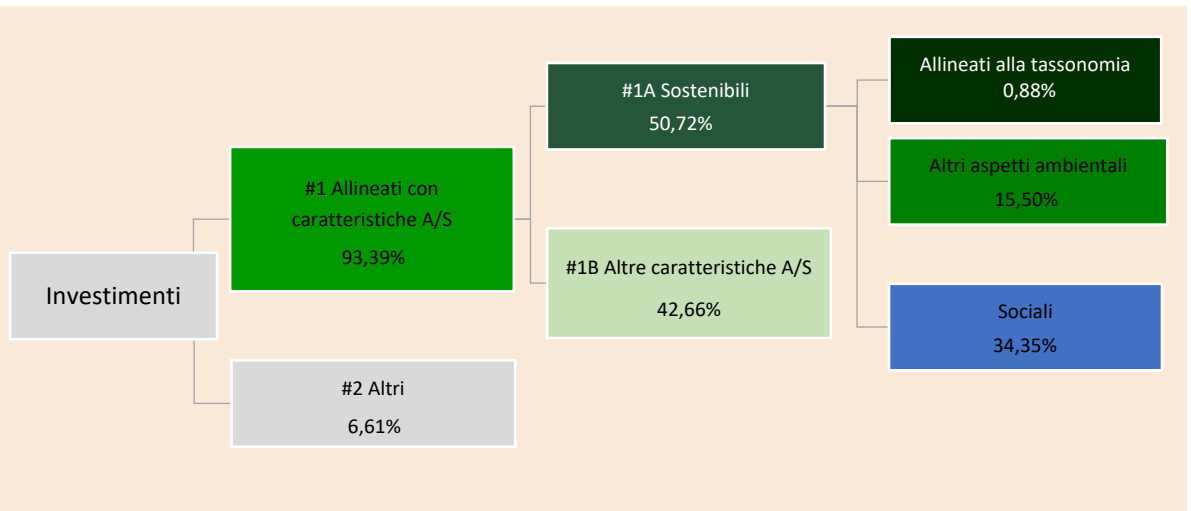 Investimenti
#1 Allineati con
caratteristiche A/S
93,39%
#2 Altri
6,61%
#1A Sostenibili
50,72%
#1B Altre caratteristiche A/S
42,66%
Allineati alla tassonomia
0,88%
Altri aspetti ambientali
15,50%
Sociali
34,35%